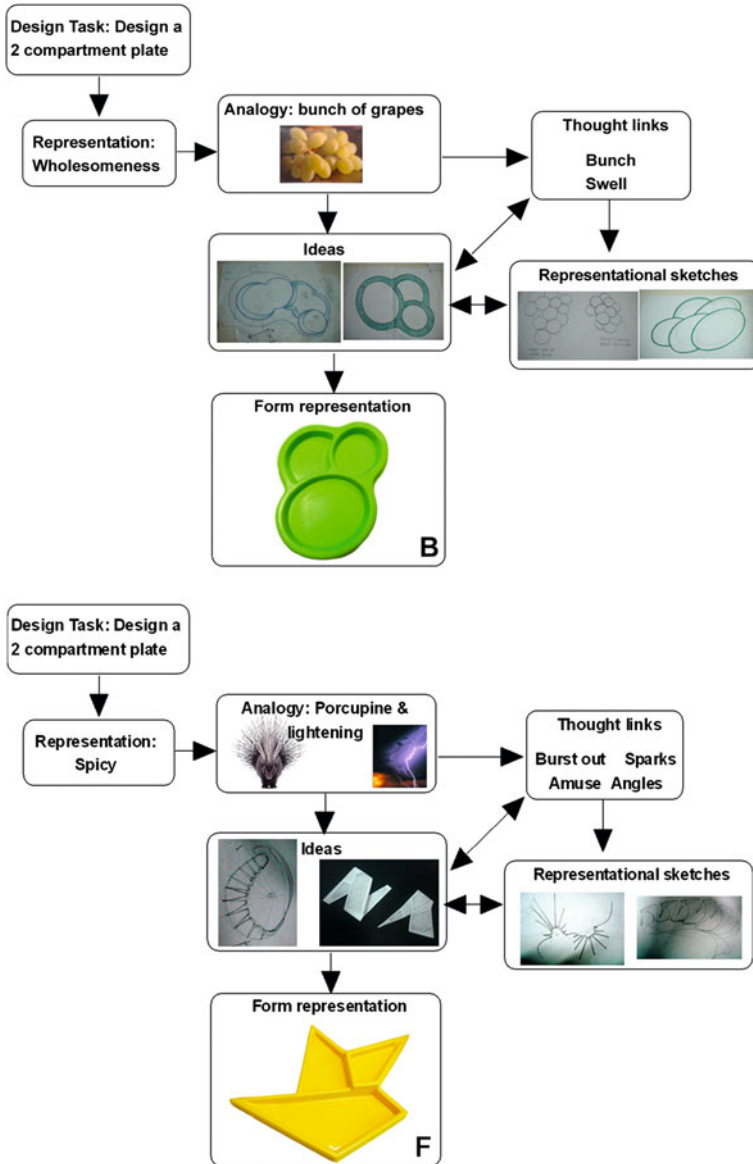 Design Task: Design a
2 compartment plate
Representation:
Wholesomeness
Analogy: bunch of grapes
Thought links
Bunch
Swell
Ideas
Representational sketches
Form representation
B
Design Task: Design a
2 compartment plate
Representation:
Spicy
Analogy: Porcupine &
lightening
Thought links
Burst out Sparks
Amuse Angles
Ideas
Representational sketches
Form representation
F